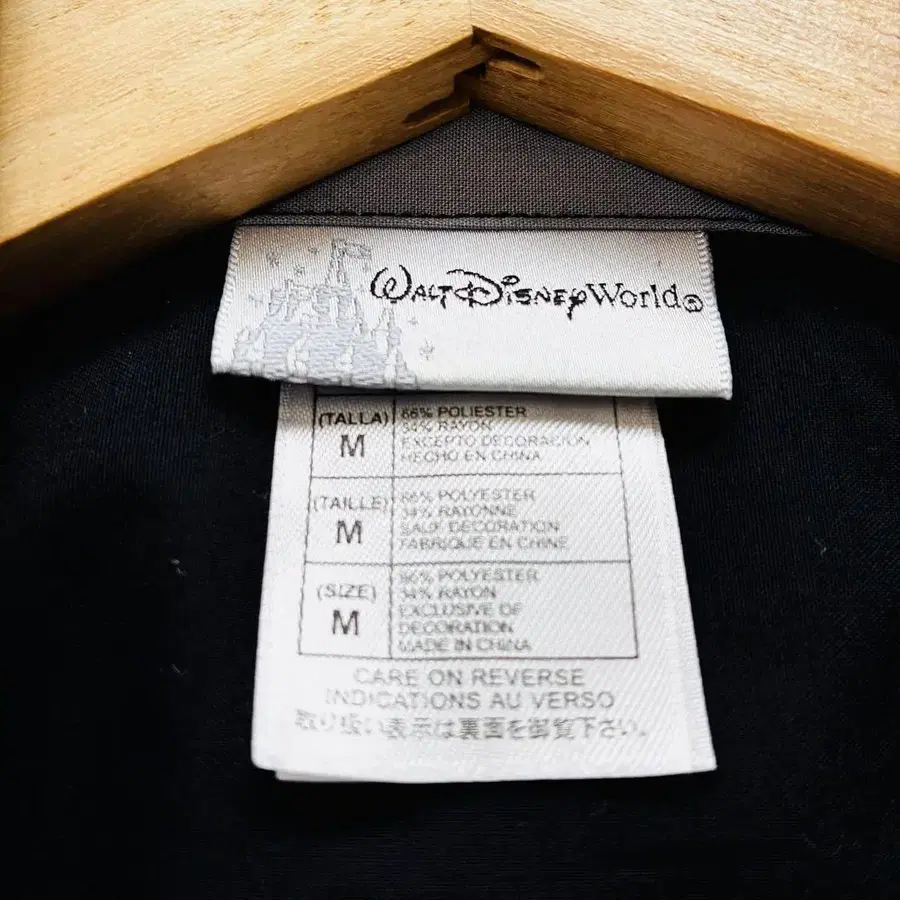 WALT DISNEY World®
(TALLA)
M
66% POLIESTER
34% RAYON
EXCEPTO DECORACION
HECHO EN CHINA
(TAILLE)
M
66% POLYESTER
34% RAYONNE
SAUF DECORATION
FABRIQUE EN CHINE
(SIZE)
M
66% POLYESTER
34% RAYON
EXCLUSIVE OF
DECORATION
MADE IN CHINA
CARE ON REVERSE
INDICATIONS AU VERSO
取り扱い表示は裏面を御覧下さい。